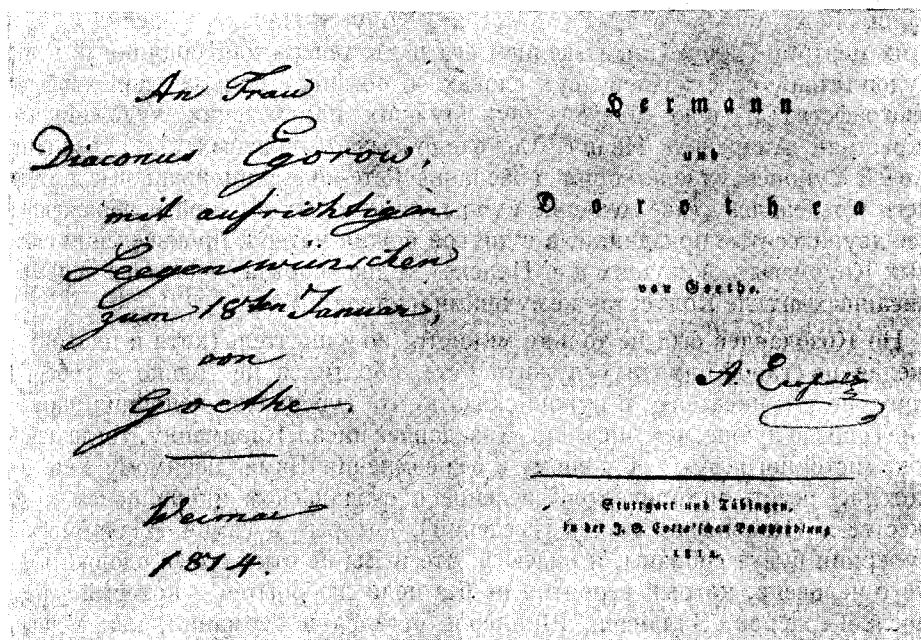 An Frau
Diaconus Egorow,
mit aufrichtigen
Seegenswünschen
zum 18ten Januar,
von
Goethe.
Weimar
1814.
Hermann
und
Dorothea
von Goethe.
A.
Stuttgart und Tübingen,
in der J. G. Cotta'schen Buchhandlung